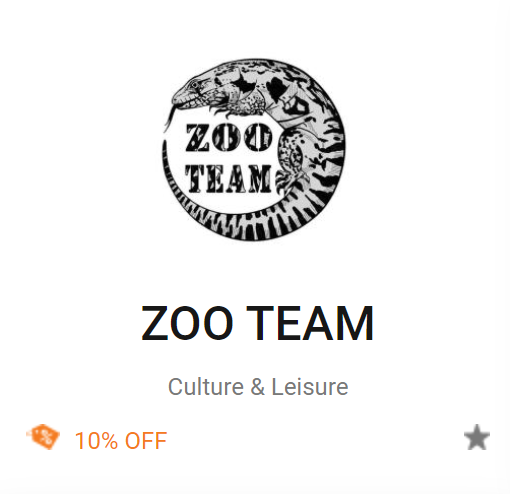 ZOO
TEAM
ZOO TEAM
Culture & Leisure
10% OFF